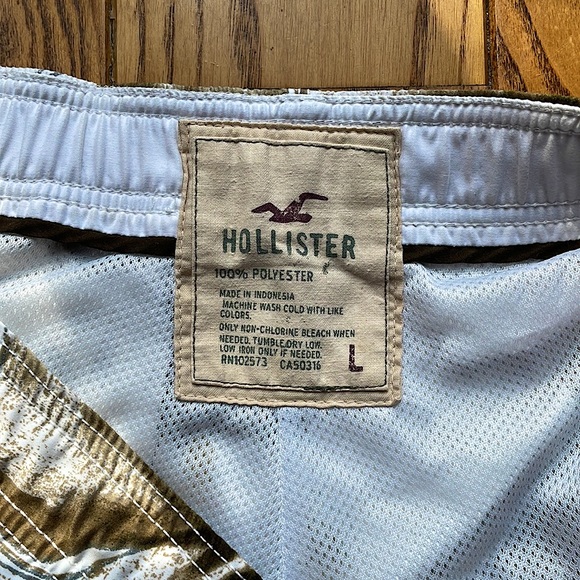 HOLLISTER
100% POLYESTER
MADE IN INDONESIA
MACHINE WASH COLD WITH LIKE
COLORS.
ONLY NON-CHLORINE BLEACH WHEN
NEEDED. TUMBLE DRY LOW.
LOW IRON ONLY IF NEEDED.
RN102573 CA50316
L